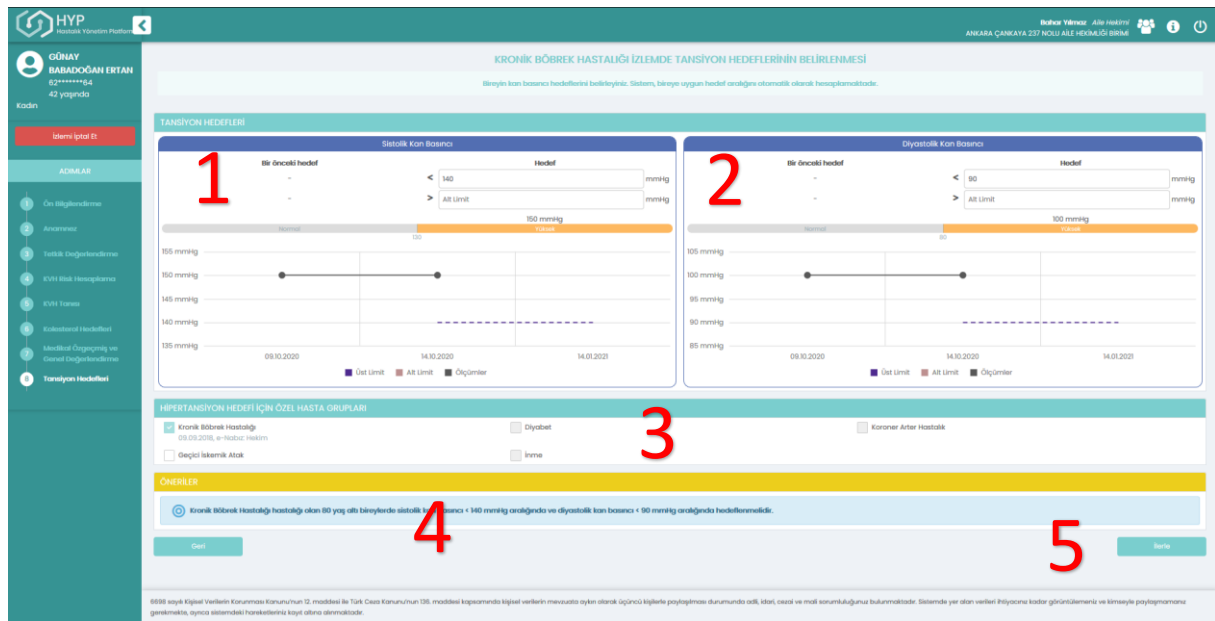 HYP
Hastalık Yönetim Platformu
Bahar Yılmaz Aile Hekimi
ANKARA ÇANKAYA 237 NOLU AİLE HEKİMLİĞİ BİRİMİ
GÜNAY
BABADOĞAN ERTAN
62*******64
42 yaşında
Kadın
İzlemi İptal Et
ADIMLAR
1 Ön Bilgilendirme
2 Anamnez
3 Tetkik Değerlendirme
4 KVH Risk Hesaplama
5 KVH Tanısı
6 Kolesterol Hedefleri
7 Medikal Özgeçmiş ve
Genel Değerlendirme
8 Tansiyon Hedefleri
KRONİK BÖBREK HASTALIĞI İZLEMDE TANSİYON HEDEFLERİNİN BELİRLENMESİ
Bireyin kan basıncı hedeflerini belirleyiniz. Sistem, bireye uygun hedef aralığını otomatik olarak hesaplamaktadır.
TANSİYON HEDEFLERİ
1
Sistolik Kan Basıncı
Bir önceki hedef Hedef
- < 140 mmHg
- > Alt Limit mmHg
150 mmHg
Normal Yüksek
130
155 mmHg
150 mmHg
145 mmHg
140 mmHg
135 mmHg
09.10.2020 14.10.2020 14.01.2021
Üst Limit Alt Limit Ölçümler
2
Diyastolik Kan Basıncı
Bir önceki hedef Hedef
- < 90 mmHg
- > Alt Limit mmHg
100 mmHg
Normal Yüksek
90
105 mmHg
100 mmHg
95 mmHg
90 mmHg
85 mmHg
09.10.2020 14.10.2020 14.01.2021
Üst Limit Alt Limit Ölçümler
HİPERTANSİYON HEDEFİ İÇİN ÖZEL HASTA GRUPLARI
3
Kronik Böbrek Hastalığı Diyabet Koroner Arter Hastalık
09.09.2016, e-Nabız: Hekim
Geçici İskemik Atak İnme
ÖNERİLER
4
Kronik Böbrek Hastalığı hastalığı olan 80 yaş altı bireylerde sistolik kan basıncı < 140 mmHg aralığında ve diyastolik kan basıncı < 90 mmHg aralığında hedeflenmelidir.
5
Geri İlerle
6698 sayılı Kişisel Verilerin Korunması Kanunu'nun 12. maddesi ile Türk Ceza Kanunu'nun 136. maddesi kapsamında kişisel verilerin mevzuata aykırı olarak üçüncü kişilerle paylaşılması durumunda adli, idari, cezai ve mali sorumluluğunuz bulunmaktadır. Sistemde yer alan verileri ihtiyacınız kadar görüntülemeniz ve kimseyle paylaşmamanız
gerekmekte, ayrıca sistemdeki hareketleriniz kayıt altına alınmaktadır.